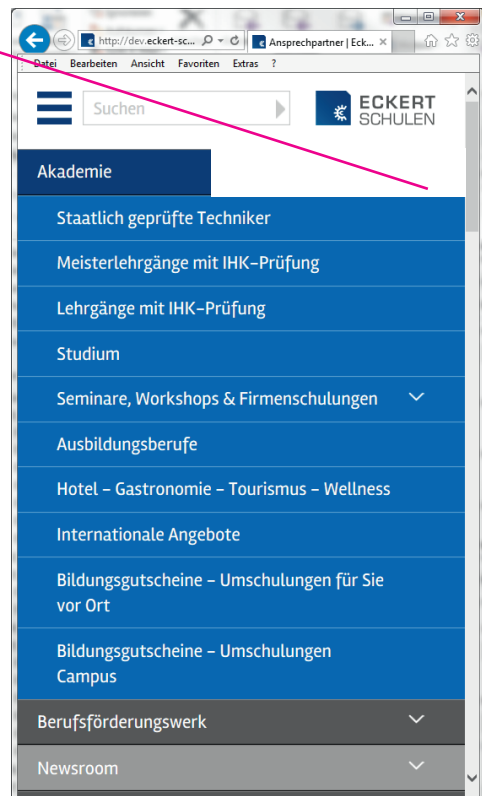 http://dev.eckert-sc... Ansprechpartner | Eck...
Datei Bearbeiten Ansicht Favoriten Extras ?
Suchen
ECKERT
SCHULEN
Akademie
Staatlich geprüfte Techniker
Meisterlehrgänge mit IHK-Prüfung
Lehrgänge mit IHK-Prüfung
Studium
Seminare, Workshops & Firmenschulungen
Ausbildungsberufe
Hotel – Gastronomie – Tourismus – Wellness
Internationale Angebote
Bildungsgutscheine – Umschulungen für Sie
vor Ort
Bildungsgutscheine – Umschulungen
Campus
Berufsförderungswerk
Newsroom